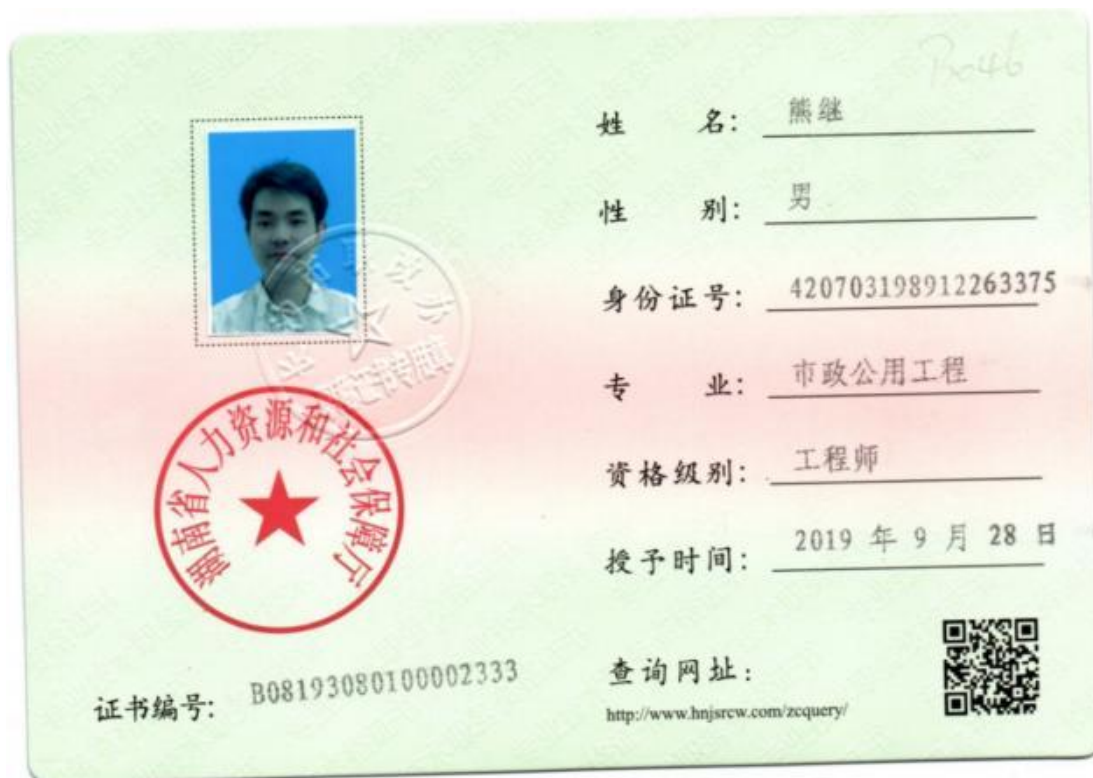 姓 名： 熊继
性 别： 男
身份证号： 420703198912263375
专 业： 市政公用工程
资格级别： 工程师
授予时间： 2019 年 9 月 28 日
湖南省人力资源和社会保障厅
证书编号： B08193080100002333
查询网址：
http://www.hnjsrcw.com/zcquery/